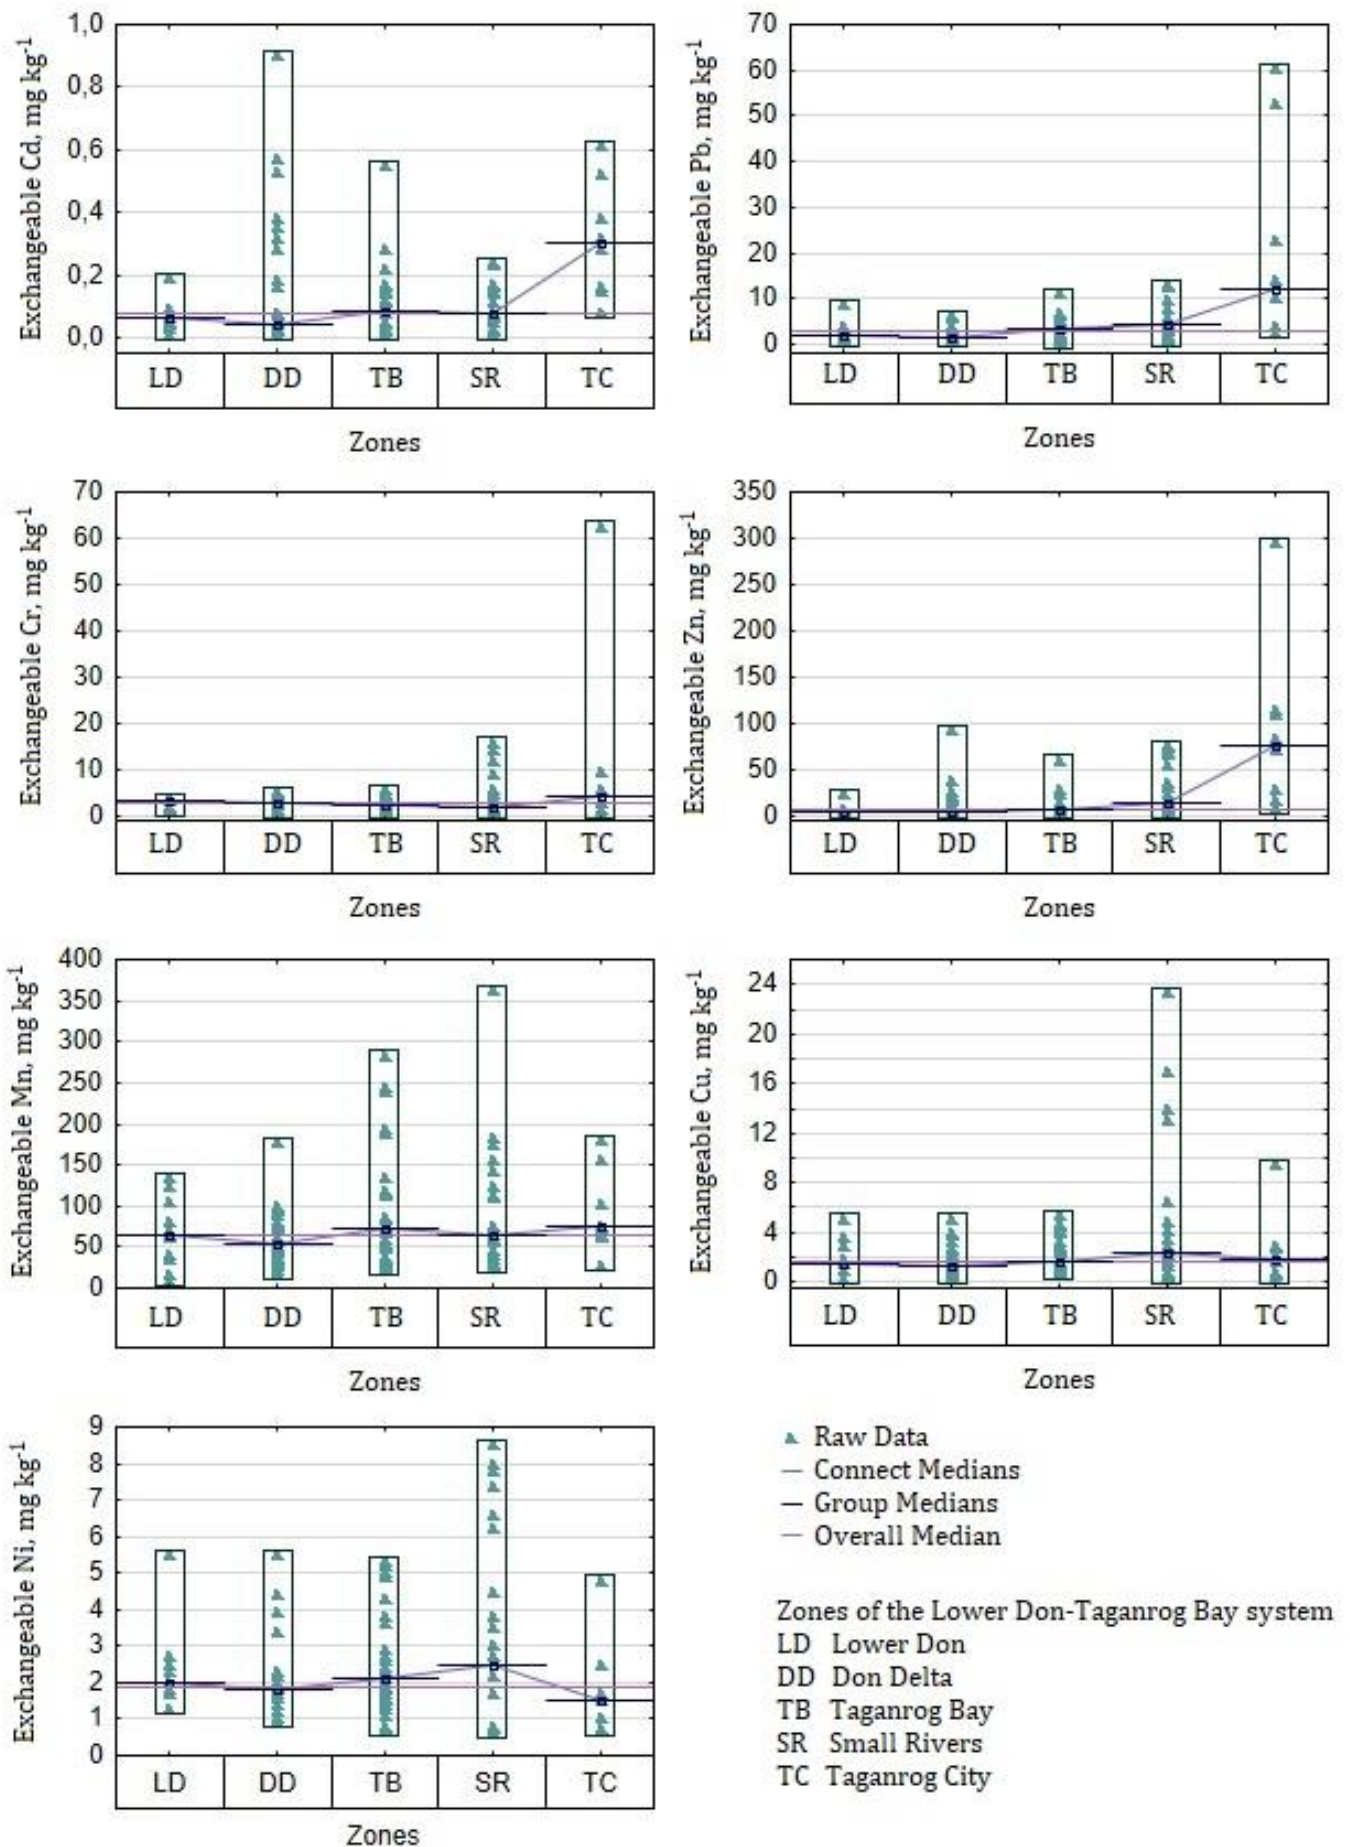 Exchangeable Cd, mg kg-1
1,0
0,8
0,6
0,4
0,2
0,0
LD DD TB SR TC
Zones
Exchangeable Pb, mg kg-1
70
60
50
40
30
20
10
0
LD DD TB SR TC
Zones
Exchangeable Cr, mg kg-1
70
60
50
40
30
20
10
0
LD DD TB SR TC
Zones
Exchangeable Zn, mg kg-1
350
300
250
200
150
100
50
0
LD DD TB SR TC
Zones
Exchangeable Mn, mg kg-1
400
350
300
250
200
150
100
50
0
LD DD TB SR TC
Zones
Exchangeable Cu, mg kg-1
24
20
16
12
8
4
0
LD DD TB SR TC
Zones
Exchangeable Ni, mg kg-1
9
8
7
6
5
4
3
2
1
0
LD DD TB SR TC
Zones
Raw Data
Connect Medians
Group Medians
Overall Median
Zones of the Lower Don-Taganrog Bay system
LD Lower Don
DD Don Delta
TB Taganrog Bay
SR Small Rivers
TC Taganrog City